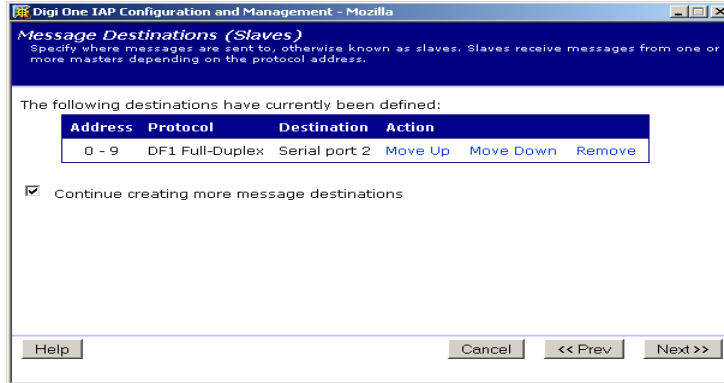 Digi One IAP Configuration and Management - Mozilla
Message Destinations (Slaves)
Specify where messages are sent to, otherwise known as slaves. Slaves receive messages from one or
more masters depending on the protocol address.
The following destinations have currently been defined:
Address Protocol Destination Action
0 - 9 DF1 Full-Duplex Serial port 2 Move Up Move Down Remove
Continue creating more message destinations
Help Cancel << Prev Next >>